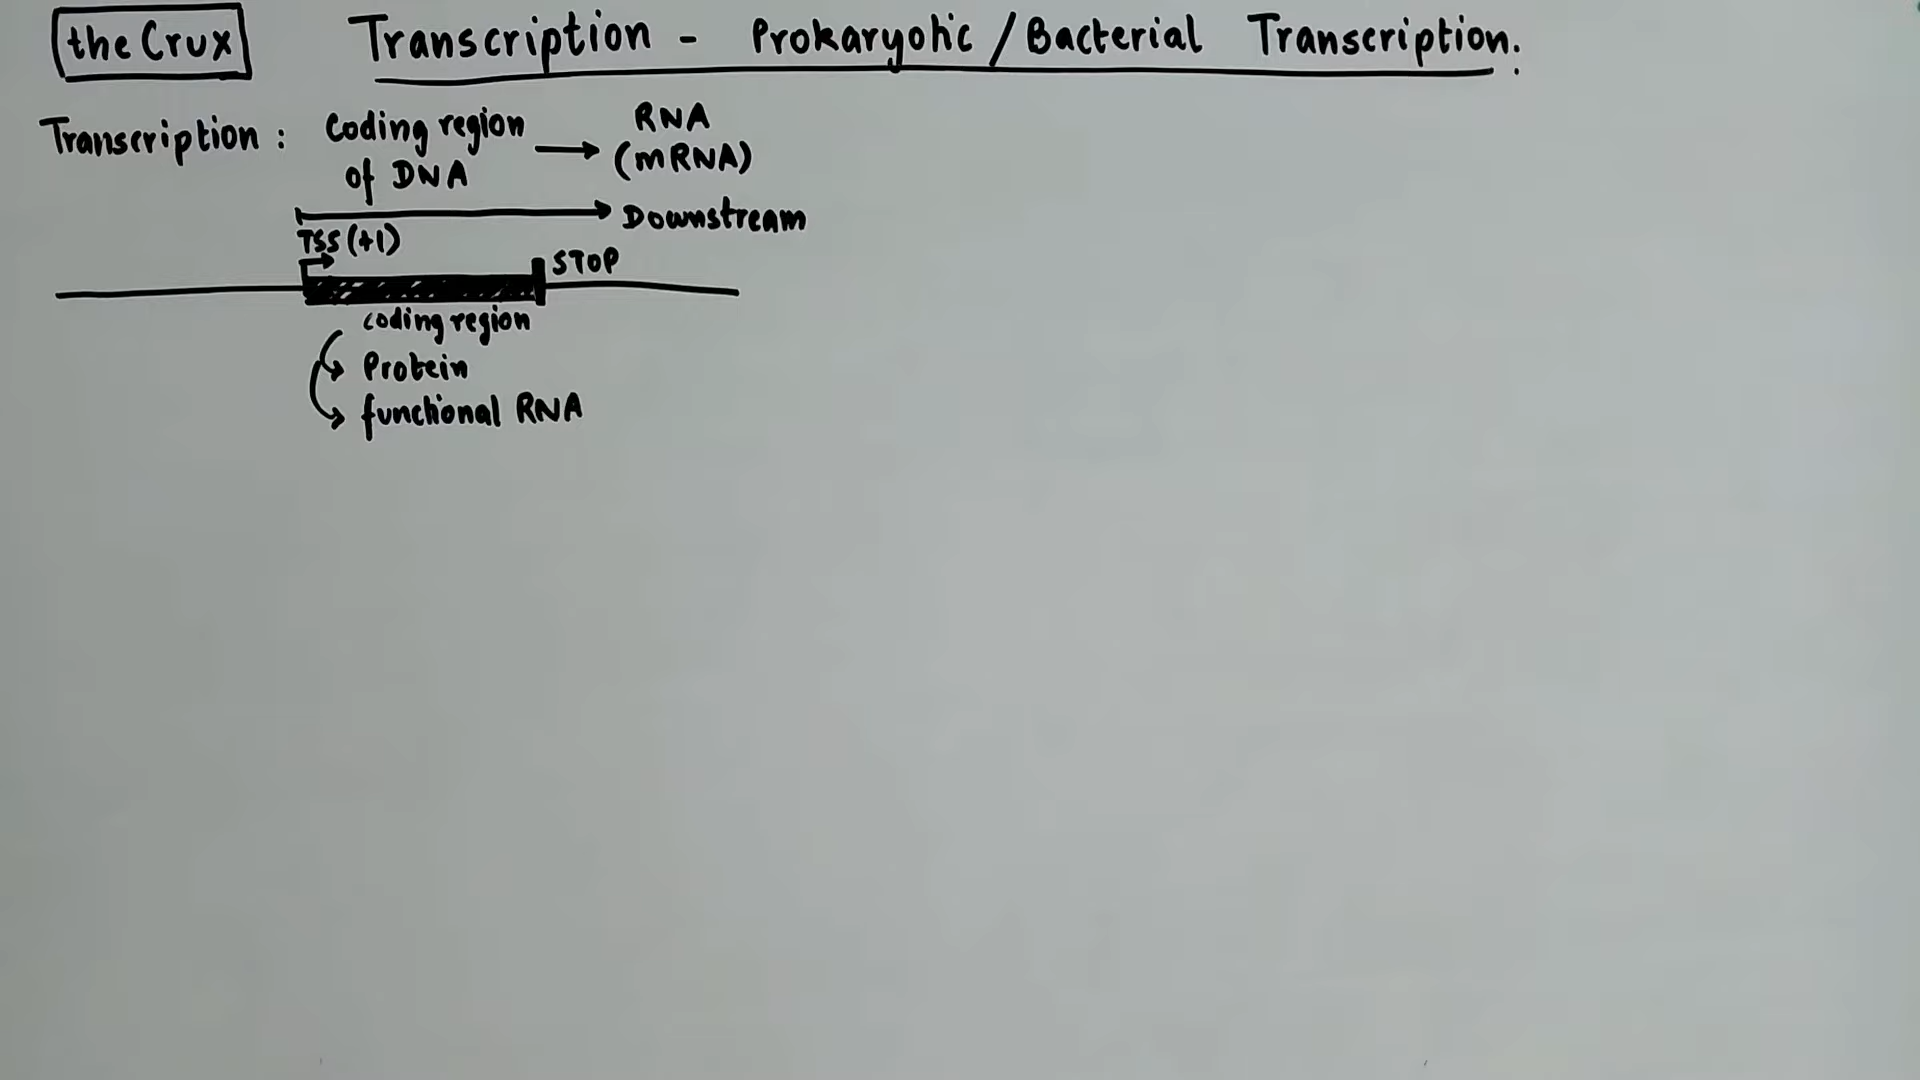 the Crux
Transcription - Prokaryotic / Bacterial Transcription.
Transcription : Coding region of DNA → RNA (mRNA)
Downstream
TSS (+1)
STOP
coding region
Protein
functional RNA